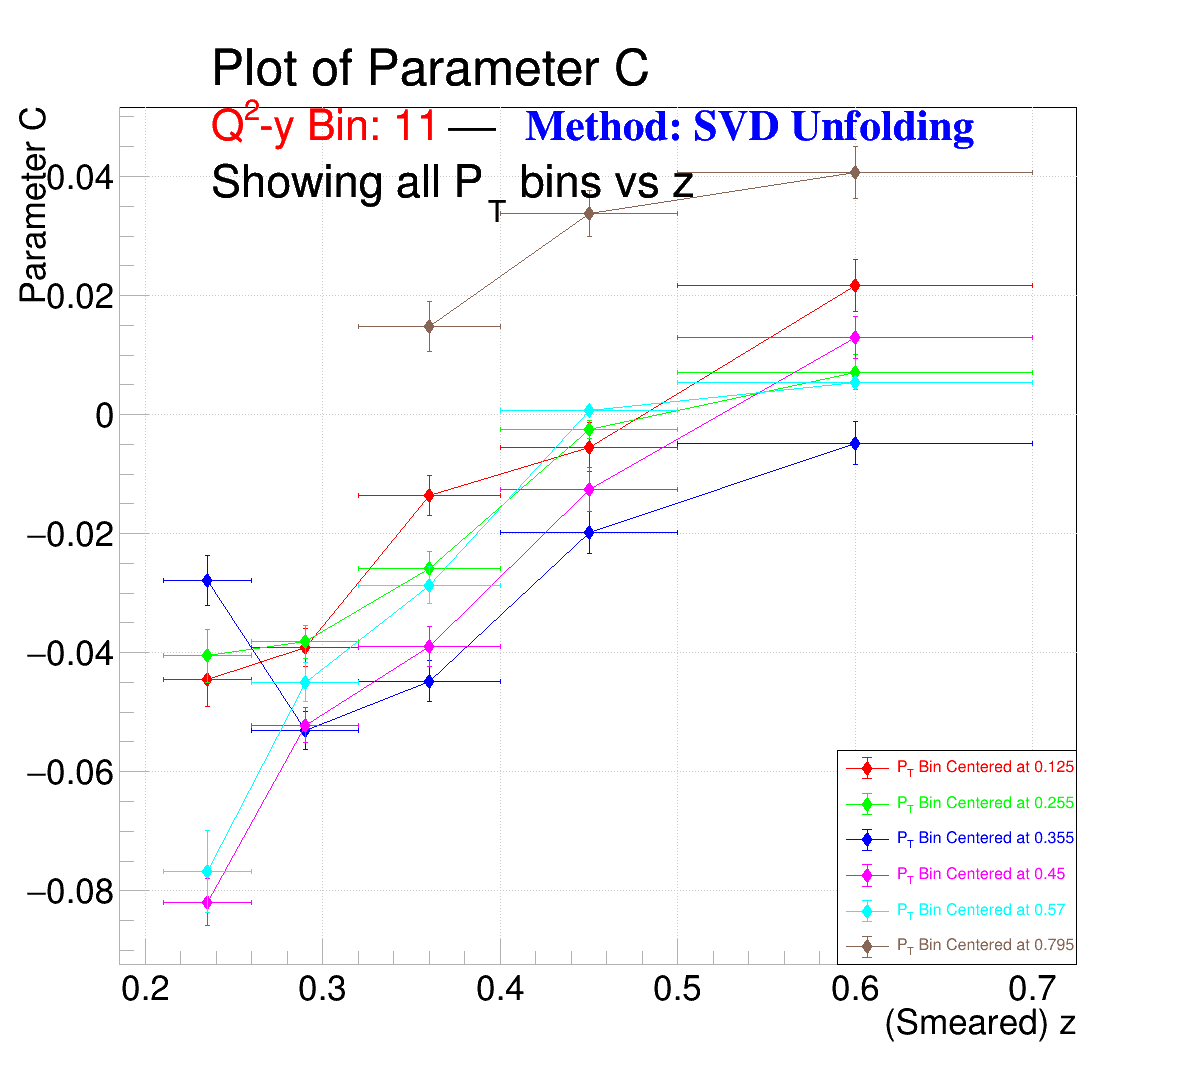 Plot of Parameter C
Q2-y Bin: 11 — Method: SVD Unfolding
Showing all PT bins vs z
Parameter C
0.04
0.02
0
−0.02
−0.04
−0.06
−0.08
PT Bin Centered at 0.125
PT Bin Centered at 0.255
PT Bin Centered at 0.355
PT Bin Centered at 0.45
PT Bin Centered at 0.57
PT Bin Centered at 0.795
0.2 0.3 0.4 0.5 0.6 0.7
(Smeared) z